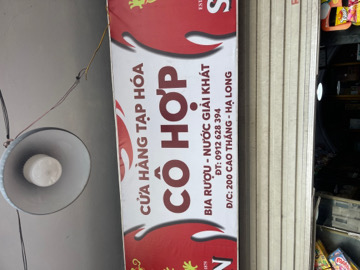 CỬA HÀNG TẠP HÓA
CÔ HỢP
BIA RƯỢU - NƯỚC GIẢI KHÁT
ĐT: 0912 628 394
Đ/C: 200 CAO THẮNG - HẠ LONG